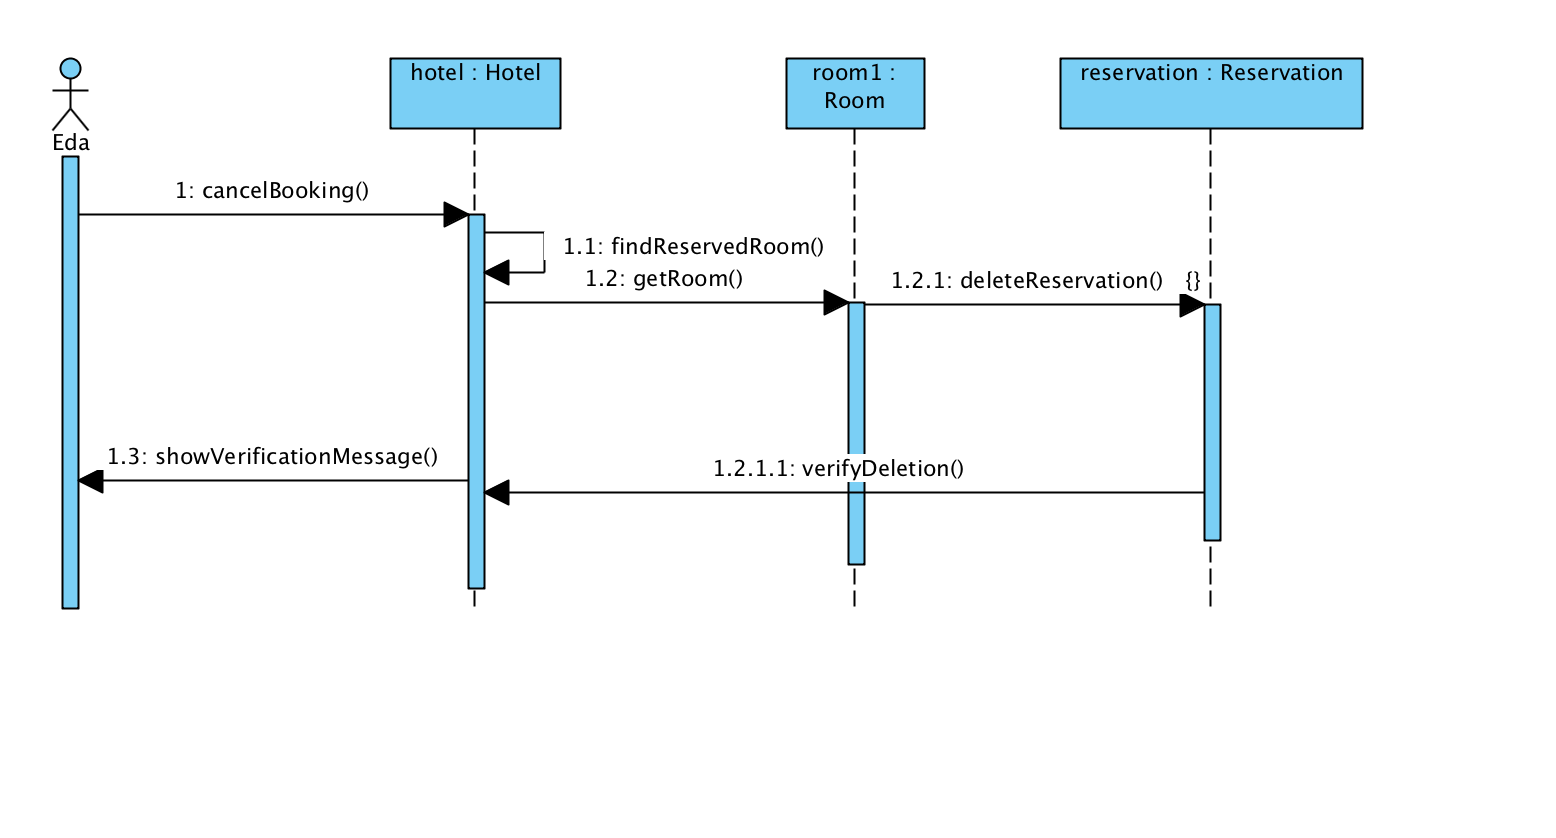 Eda
hotel : Hotel
room1 :
Room
reservation : Reservation
1: cancelBooking()
1.1: findReservedRoom()
1.2: getRoom()
1.2.1: deleteReservation()
{}
1.3: showVerificationMessage()
1.2.1.1: verifyDeletion()